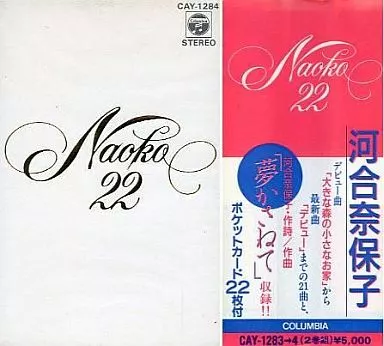 CAY-1284
STEREO
Naoko
22
Naoko
22
河合奈保子
デビュー曲
「大きな森の小さなお家」から
最新曲
「デビュー」までの21曲と、
河合奈保子・作詩／作曲
「夢かさねて」
収録!!
ポケットカード22枚付
COLUMBIA
CAY-1283→4(2巻組)¥5,000